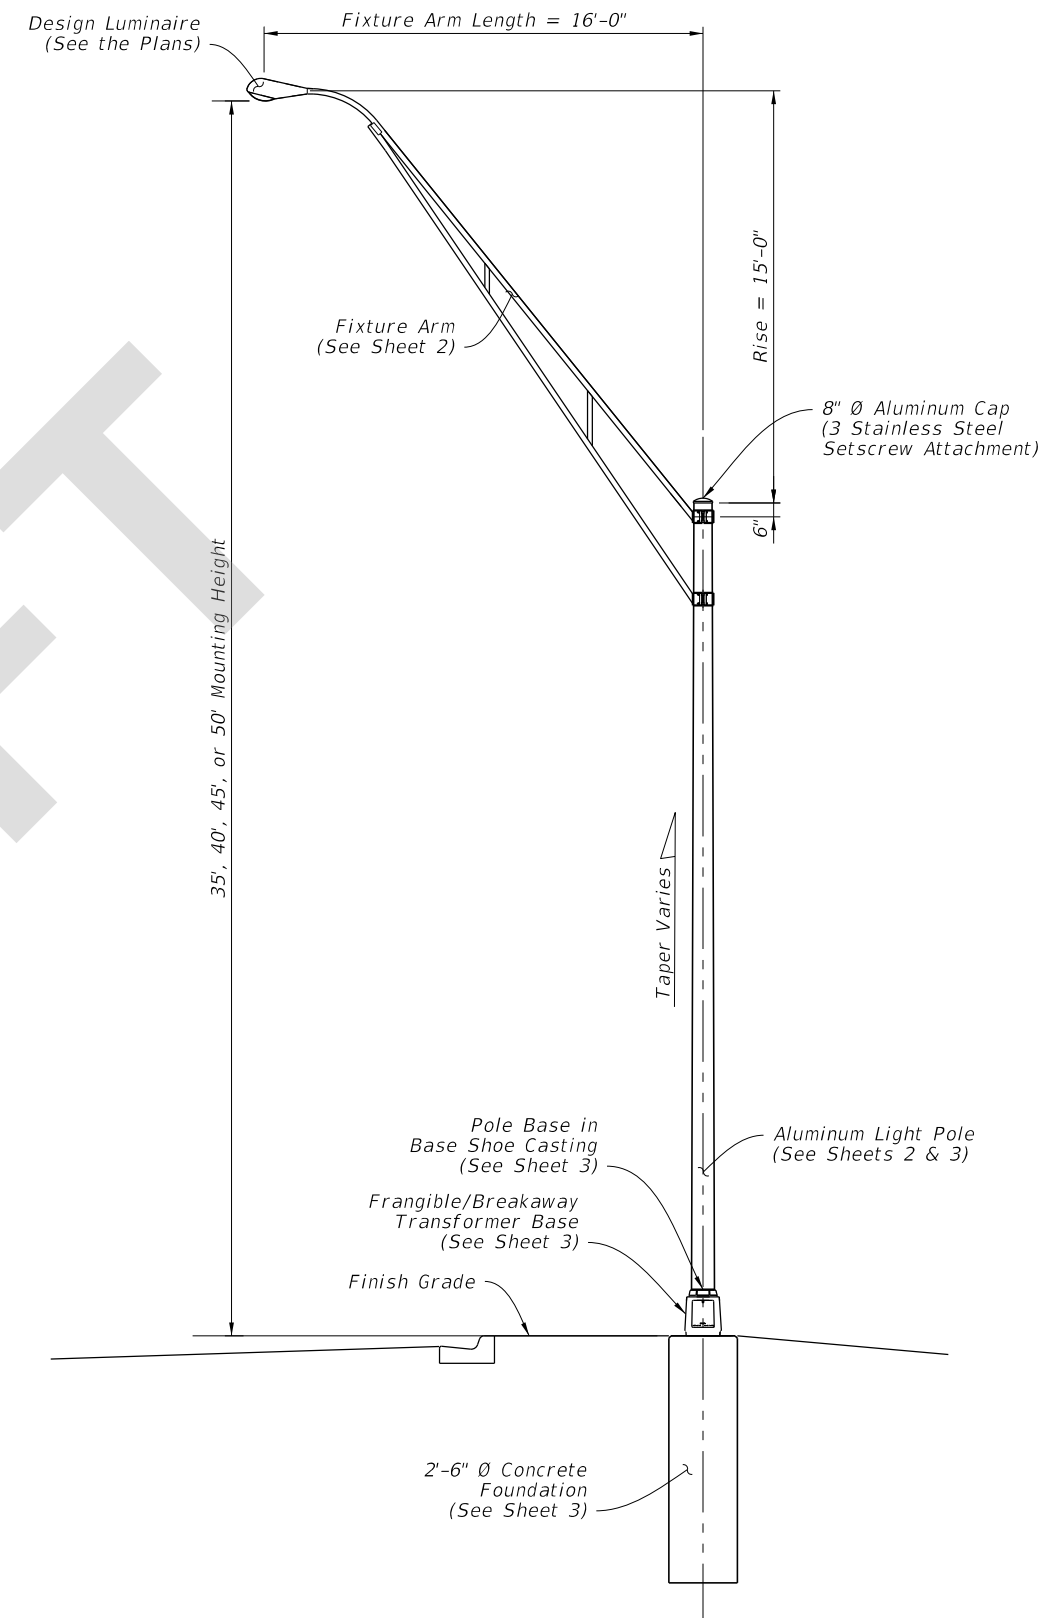 Fixture Arm Length = 16'-0"
Design Luminaire
(See the Plans)
Rise = 15'-0"
Fixture Arm
(See Sheet 2)
8" Ø Aluminum Cap
(3 Stainless Steel
Setscrew Attachment)
6"
35', 40', 45', or 50' Mounting Height
Taper Varies
Pole Base in
Base Shoe Casting
(See Sheet 3)
Aluminum Light Pole
(See Sheets 2 & 3)
Frangible/Breakaway
Transformer Base
(See Sheet 3)
Finish Grade
2'-6" Ø Concrete
Foundation
(See Sheet 3)
FT